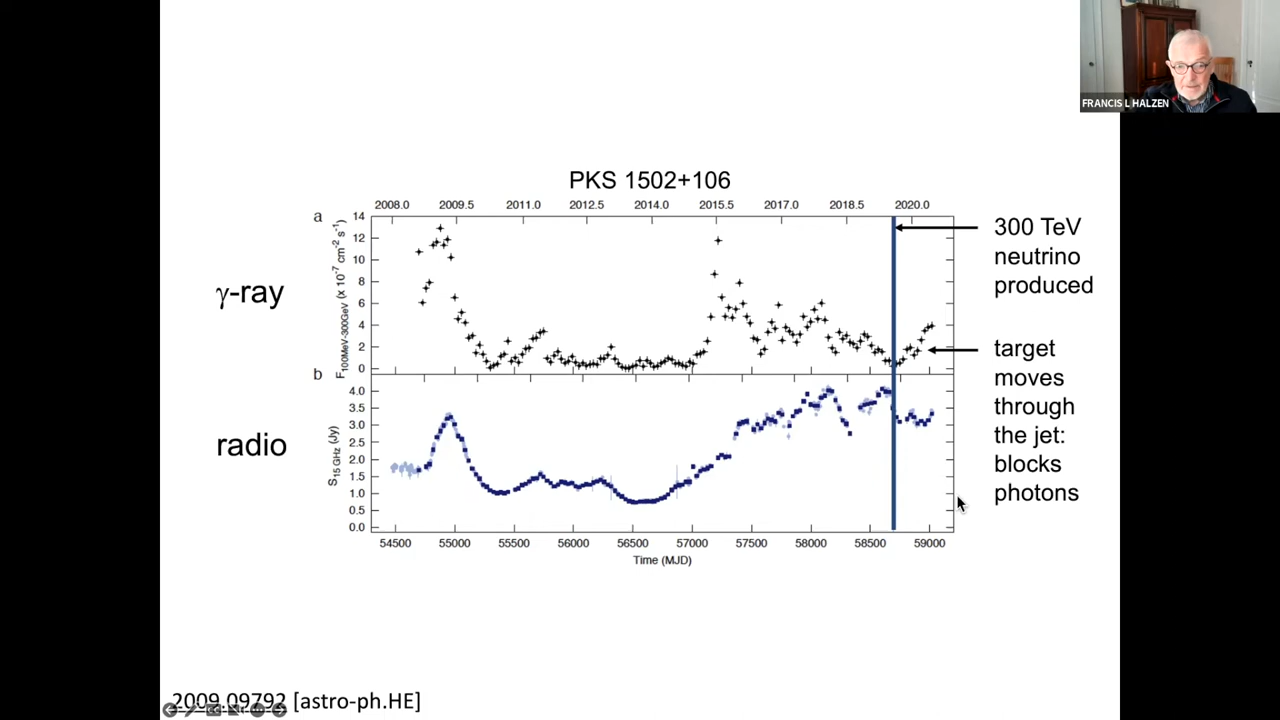 FRANCIS L HALZEN
PKS 1502+106
2008.0 2009.5 2011.0 2012.5 2014.0 2015.5 2017.0 2018.5 2020.0
a
14
12
10
8
6
4
2
0
F100MeV-300GeV (x 10-7 cm-2 s-1)
γ-ray
300 TeV
neutrino
produced
target
moves
through
the jet:
blocks
photons
b
4.0
3.5
3.0
2.5
2.0
1.5
1.0
0.5
0.0
S15 GHz (Jy)
radio
54500 55000 55500 56000 56500 57000 57500 58000 58500 59000
Time (MJD)
2009.09792 [astro-ph.HE]